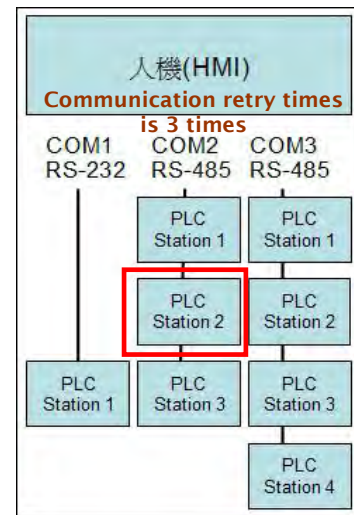 人機(HMI)
Communication retry times
is 3 times
COM1 COM2 COM3
RS-232 RS-485 RS-485
PLC
Station 1
PLC
Station 1
PLC
Station 2
PLC
Station 2
PLC
Station 1
PLC
Station 3
PLC
Station 3
PLC
Station 4